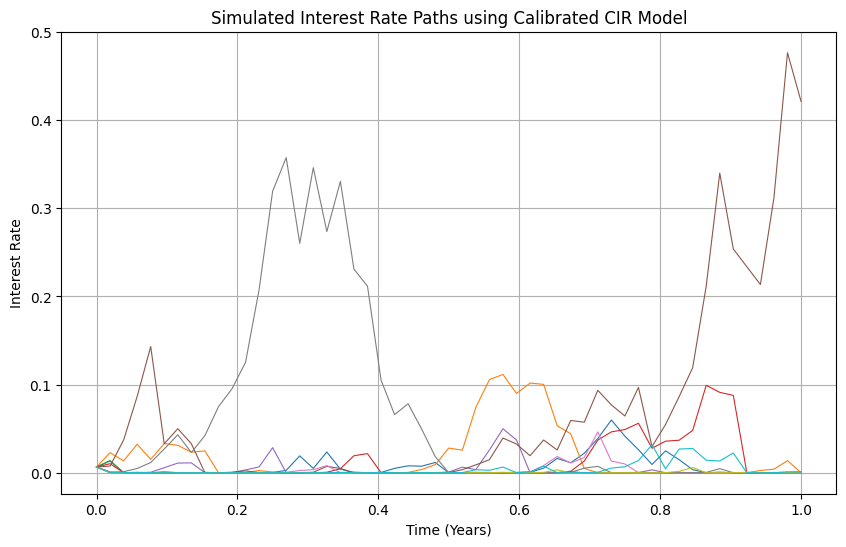 Simulated Interest Rate Paths using Calibrated CIR Model
Interest Rate
0.5
0.4
0.3
0.2
0.1
0.0
0.0 0.2 0.4 0.6 0.8 1.0
Time (Years)